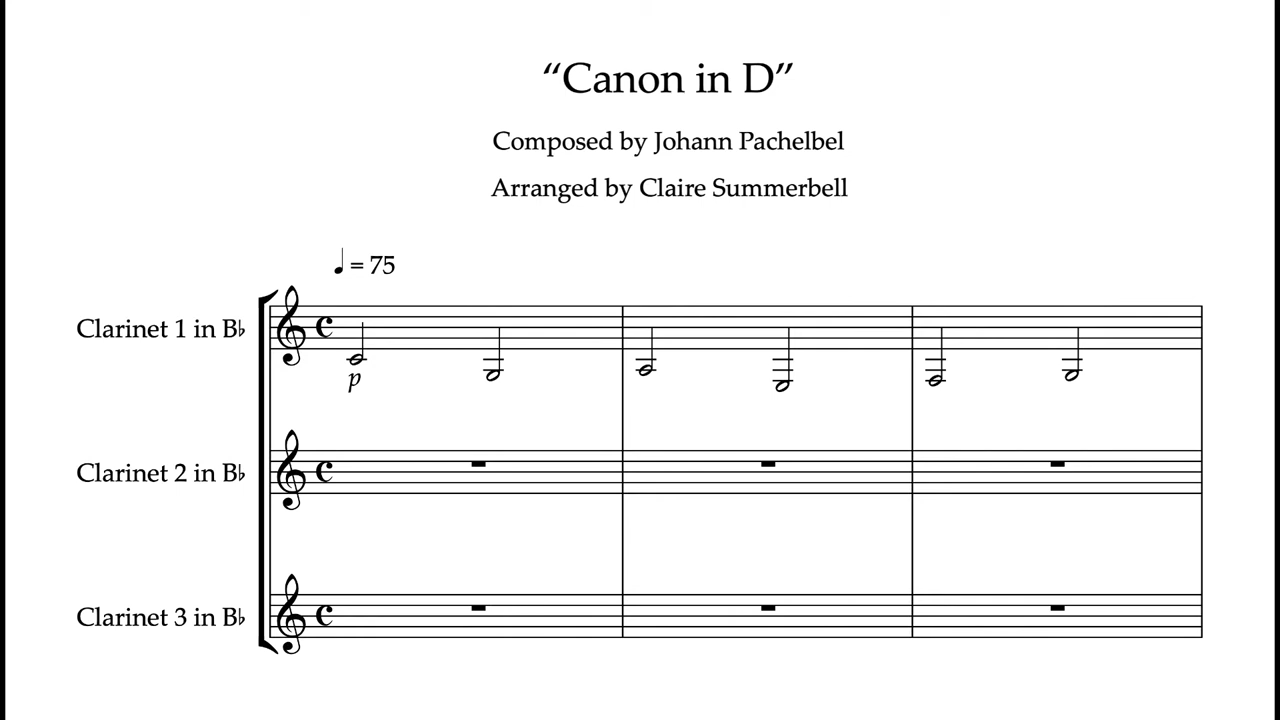 “Canon in D”
Composed by Johann Pachelbel
Arranged by Claire Summerbell
♩ = 75
Clarinet 1 in B♭
p
Clarinet 2 in B♭
Clarinet 3 in B♭